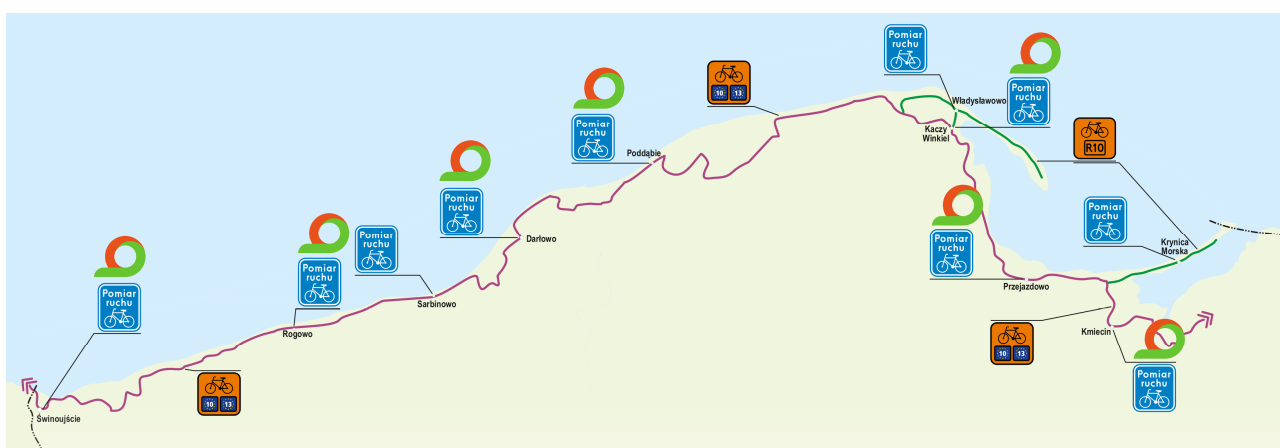 Pomiar
ruchu
Świnoujście
Pomiar
ruchu
Rogowo
10 13
Pomiar
ruchu
Sarbinowo
Pomiar
ruchu
Darłowo
Pomiar
ruchu
Poddąbie
10 13
Pomiar
ruchu
Władysławowo
Pomiar
ruchu
Kaczy
Winkiel
R10
Pomiar
ruchu
Krynica
Morska
Pomiar
ruchu
Przejazdowo
10 13
Kmiecin
Pomiar
ruchu